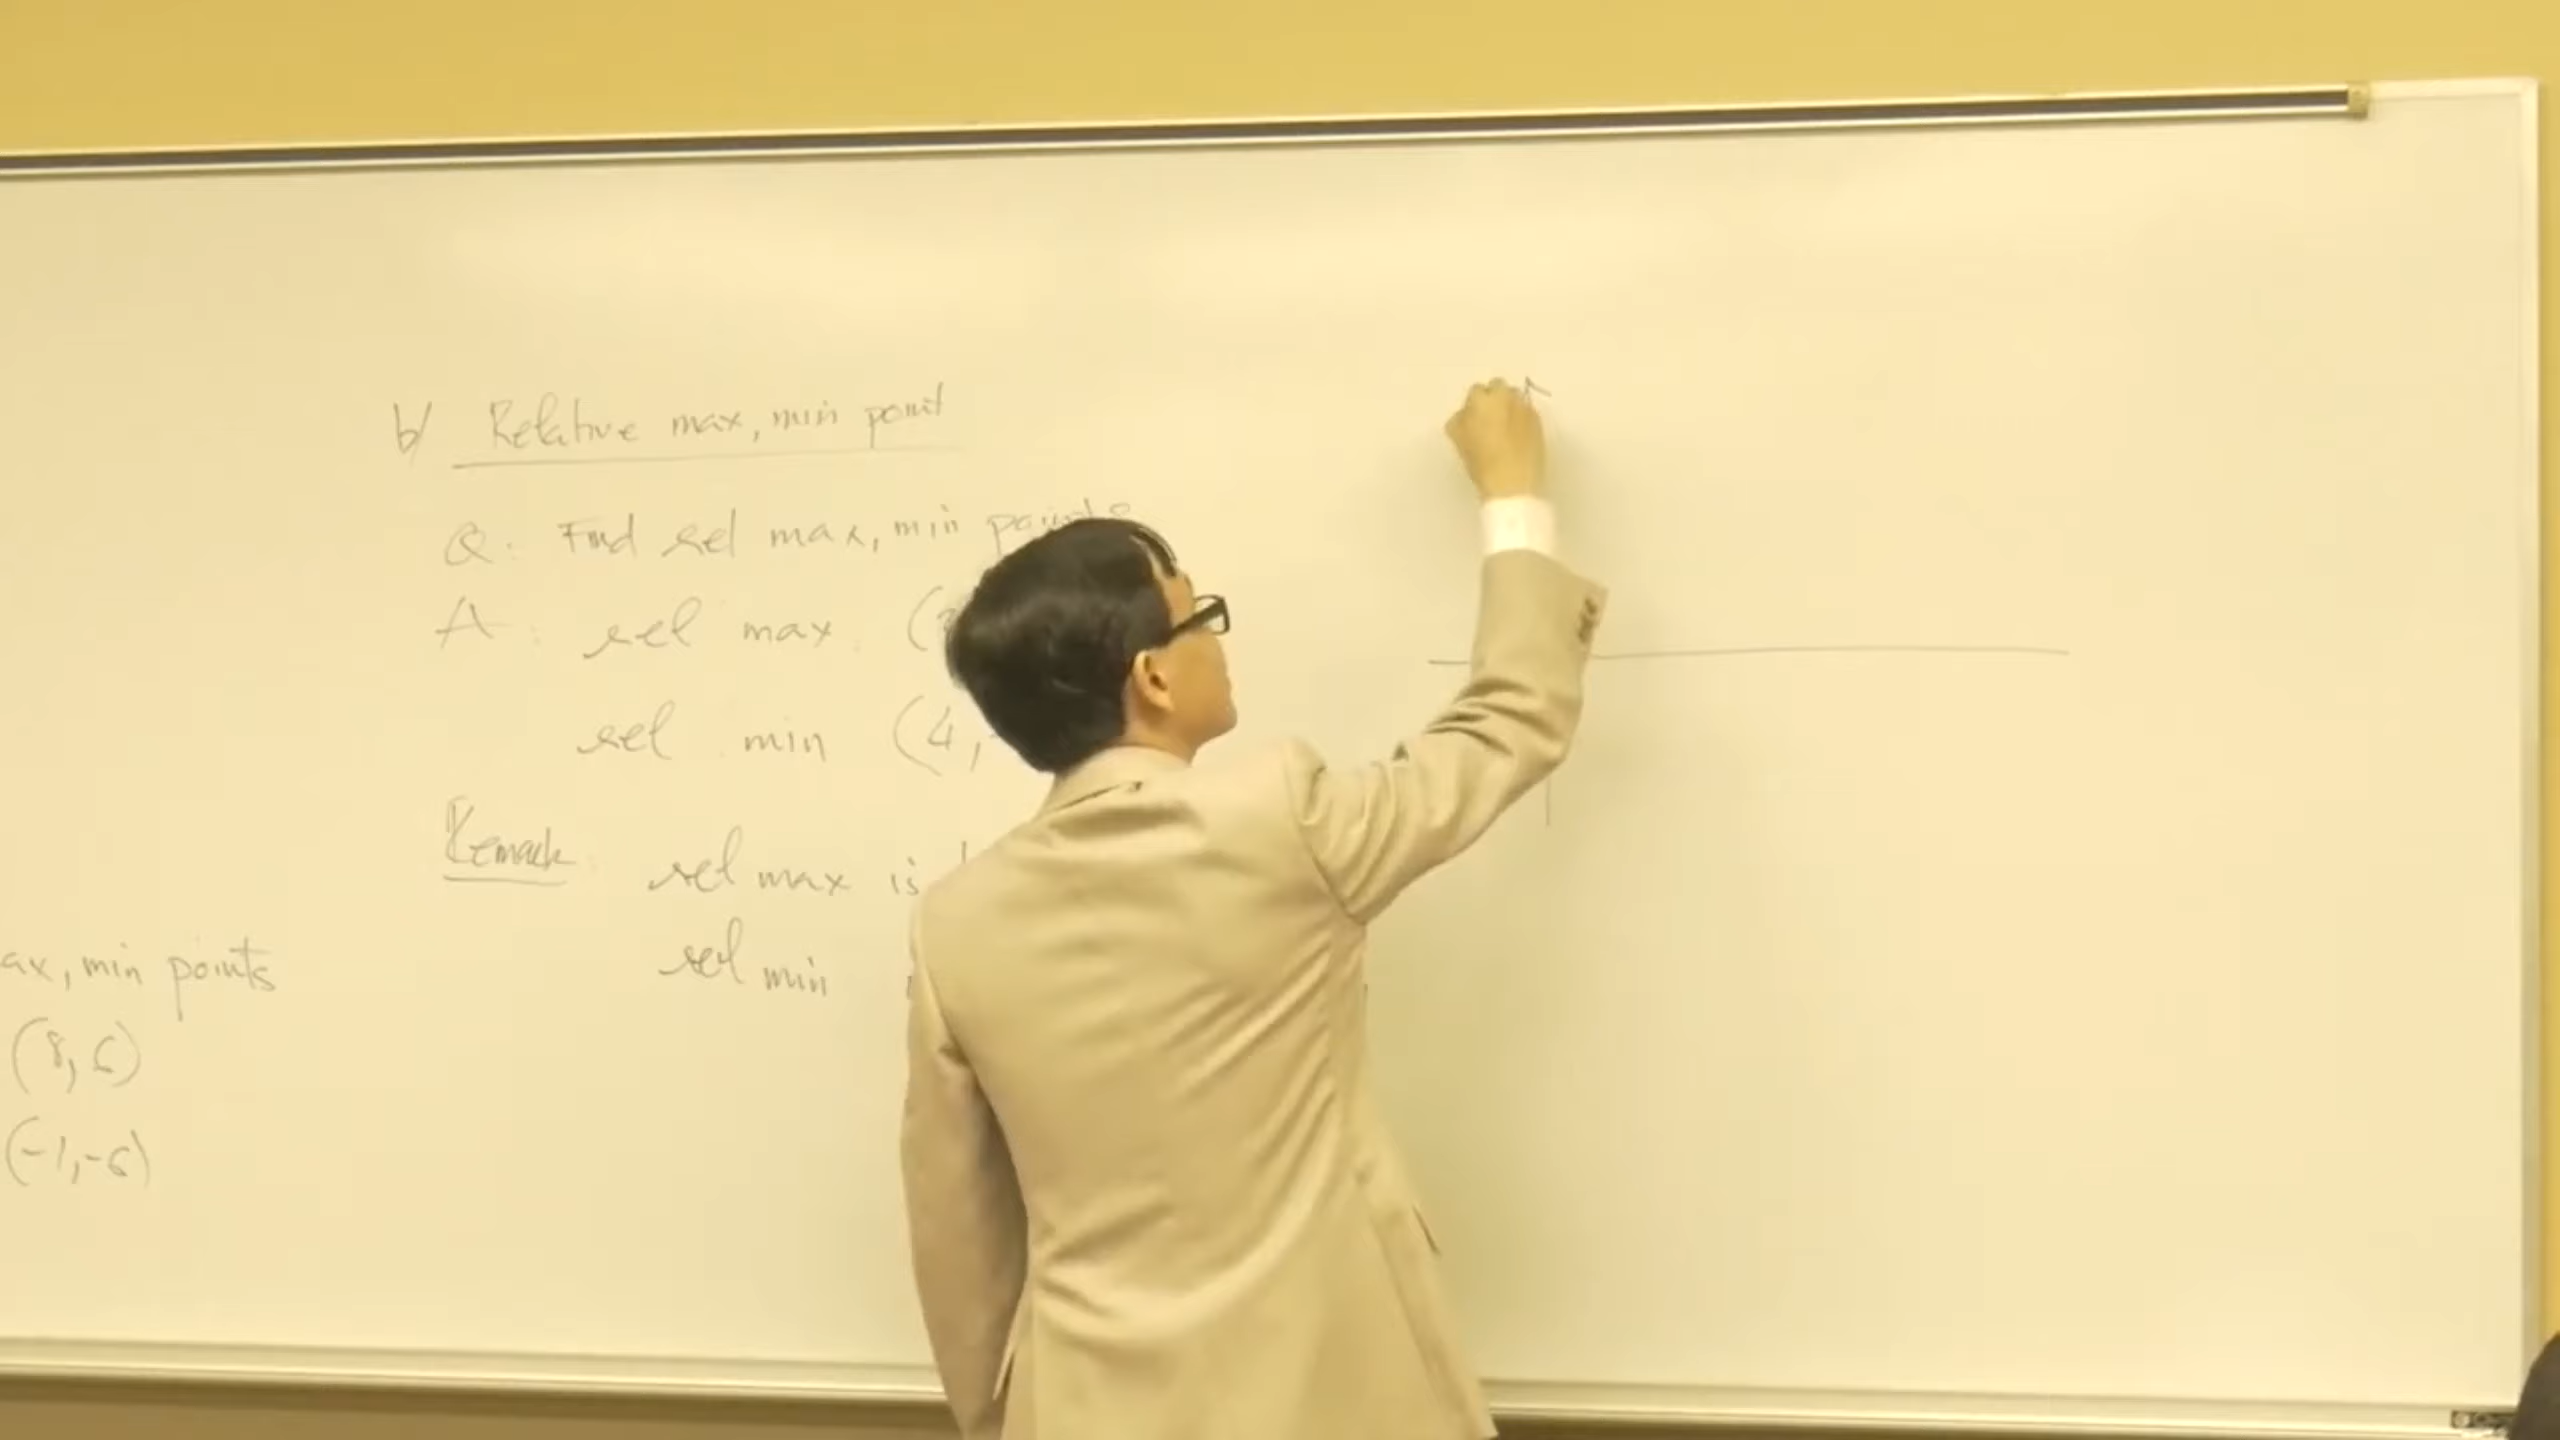 ax, min points
(8, 6)
(-1, -6)
b/ Relative max, min point
Q: Find rel max, min points
A: rel max: (
rel min (4,
Remark: rel max is
rel min